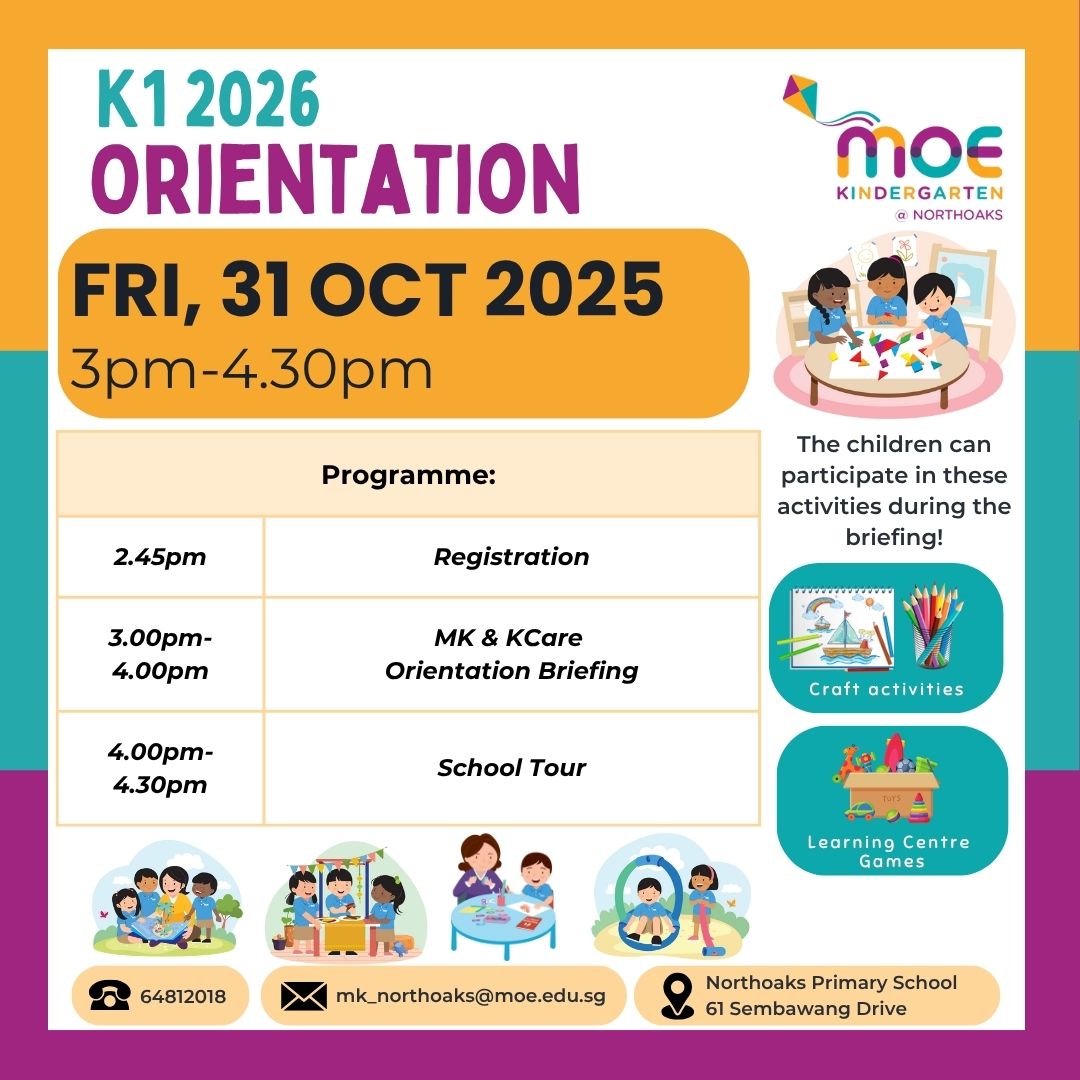 K1 2026
ORIENTATION
MOE
KINDERGARTEN
@ NORTHOAKS
FRI, 31 OCT 2025
3pm-4.30pm
Programme:
2.45pm
Registration
3.00pm-
4.00pm
MK & KCare
Orientation Briefing
4.00pm-
4.30pm
School Tour
The children can
participate in these
activities during the
briefing!
Craft activities
TOYS
Learning Centre
Games
64812018
mk_northoaks@moe.edu.sg
Northoaks Primary School
61 Sembawang Drive